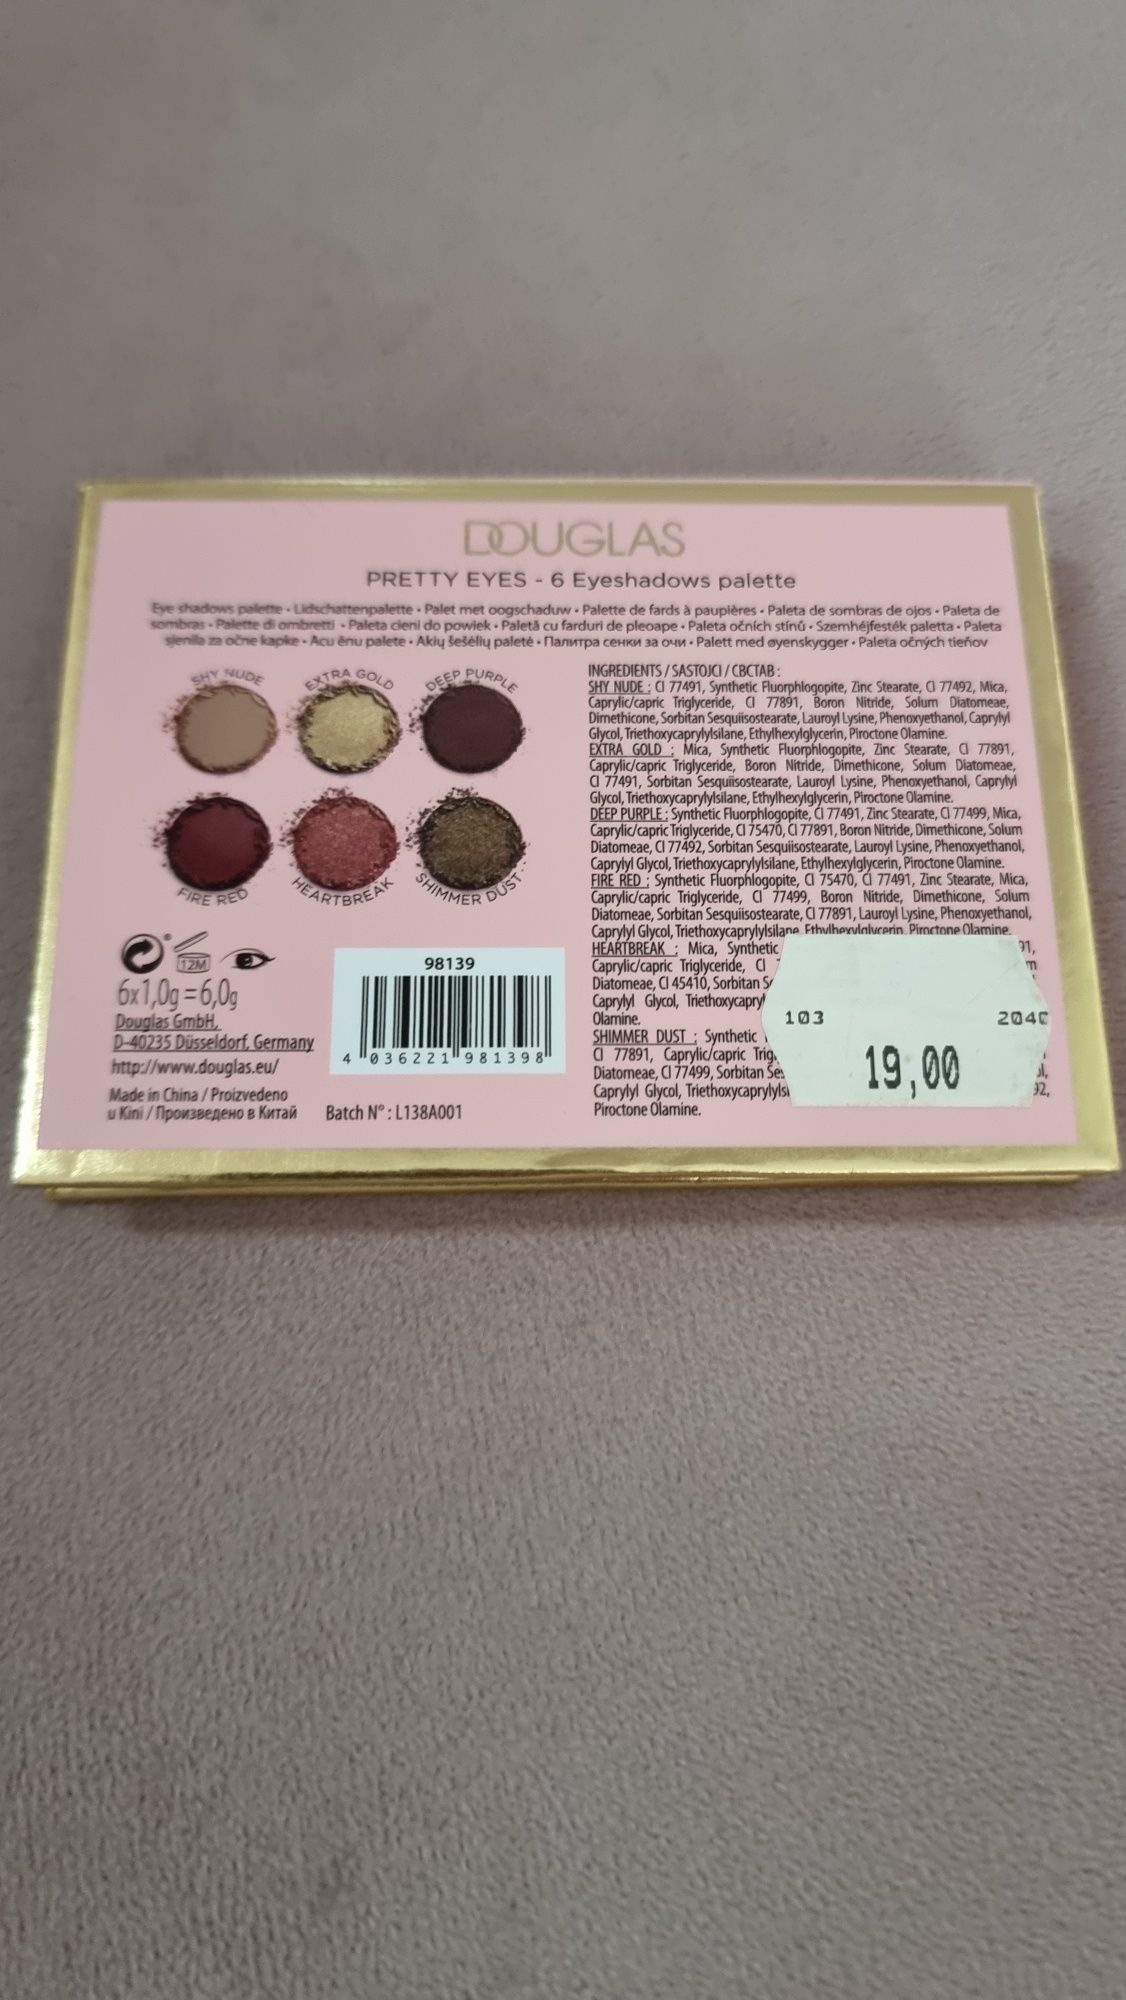 DOUGLAS
PRETTY EYES - 6 Eyeshadows palette
Eye shadows palette • Lidschattenpalette • Palet met oogschaduw • Palette de fards à paupières • Paleta de sombras de ojos • Paleta de
sombras • Palette di ombretti • Paleta cieni do powiek • Paletă cu farduri de pleoape • Paleta očních stínů • Szemhéjfesték paletta • Paleta
sjenila za očne kapke • Acu ēnu palete • Akių šešėlių paletė • Палитра сенки за очи • Palett med øyenskygger • Paleta očných tieňov
SHY NUDE
EXTRA GOLD
DEEP PURPLE
FIRE RED
HEARTBREAK
SHIMMER DUST
12M
6x1,0g=6,0g
Douglas GmbH,
D-40235 Düsseldorf, Germany
http://www.douglas.eu/
Made in China / Proizvedeno
u Kini / Произведено в Китай
98139
4 036221 981398
Batch N° : L138A001
INGREDIENTS / SASTOJCI / СВСТАВ :
SHY NUDE : CI 77491, Synthetic Fluorphlogopite, Zinc Stearate, CI 77492, Mica,
Caprylic/capric Triglyceride, CI 77891, Boron Nitride, Solum Diatomeae,
Dimethicone, Sorbitan Sesquiisostearate, Lauroyl Lysine, Phenoxyethanol, Caprylyl
Glycol, Triethoxycaprylylsilane, Ethylhexylglycerin, Piroctone Olamine.
EXTRA GOLD : Mica, Synthetic Fluorphlogopite, Zinc Stearate, CI 77891,
Caprylic/capric Triglyceride, Boron Nitride, Dimethicone, Solum Diatomeae,
CI 77491, Sorbitan Sesquiisostearate, Lauroyl Lysine, Phenoxyethanol, Caprylyl
Glycol, Triethoxycaprylylsilane, Ethylhexylglycerin, Piroctone Olamine.
DEEP PURPLE : Synthetic Fluorphlogopite, CI 77491, Zinc Stearate, CI 77499, Mica,
Caprylic/capric Triglyceride, CI 75470, CI 77891, Boron Nitride, Dimethicone, Solum
Diatomeae, CI 77492, Sorbitan Sesquiisostearate, Lauroyl Lysine, Phenoxyethanol,
Caprylyl Glycol, Triethoxycaprylylsilane, Ethylhexylglycerin, Piroctone Olamine.
FIRE RED : Synthetic Fluorphlogopite, CI 75470, CI 77491, Zinc Stearate, Mica,
Caprylic/capric Triglyceride, CI 77499, Boron Nitride, Dimethicone, Solum
Diatomeae, Sorbitan Sesquiisostearate, CI 77891, Lauroyl Lysine, Phenoxyethanol,
Caprylyl Glycol, Triethoxycaprylylsilane, Ethylhexylglycerin, Piroctone Olamine.
HEARTBREAK : Mica, Synthetic
Caprylic/capric Triglyceride, CI
Diatomeae, CI 45410, Sorbitan
Caprylyl Glycol,
Olamine.
SHIMMER DUST : Synthetic
CI 77891, Caprylic/capric
Diatomeae, CI 77499, Sorbitan
Caprylyl Glycol,
Piroctone Olamine.
103
19,00